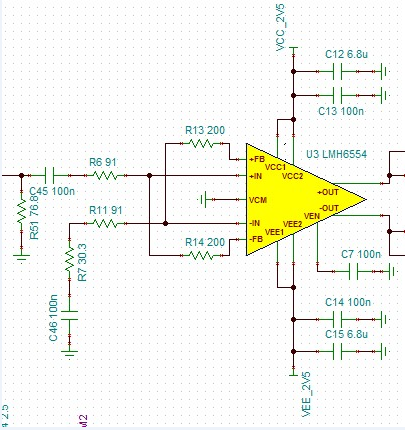 VCC_2V5
C12 6.8u
C13 100n
R13 200
U3 LMH6554
+FB
VCC1
VCC2
C45 100n
R6 91
+IN
+OUT
VCM
-OUT
R51 76.8
R11 91
-IN
VEE2
VEN
VEE1
-FB
R7 30.3
R14 200
C7 100n
C46 100n
C14 100n
C15 6.8u
VEE_2V5